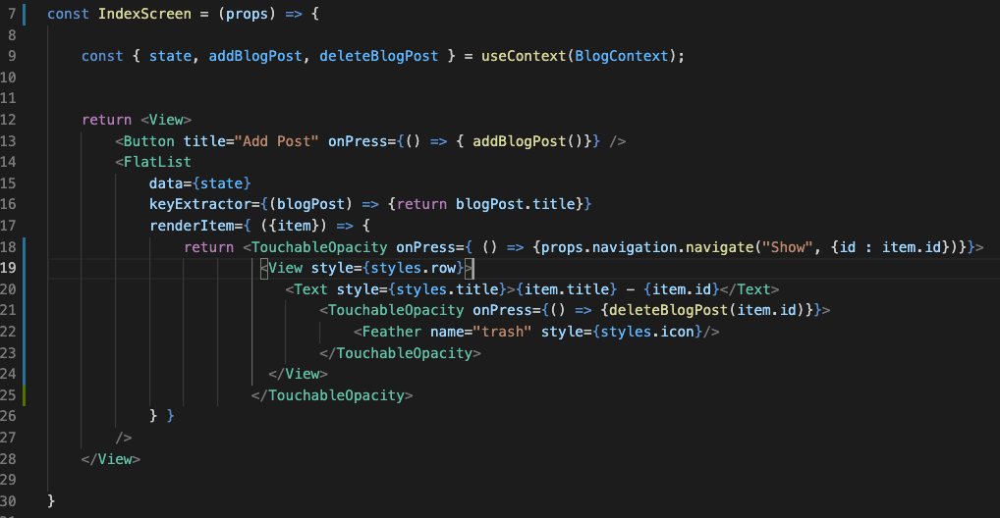 7 const IndexScreen = (props) => {
8
9     const { state, addBlogPost, deleteBlogPost } = useContext(BlogContext);
10
11
12     return <View>
13         <Button title="Add Post" onPress={() => { addBlogPost()}} />
14         <FlatList
15             data={state}
16             keyExtractor={(blogPost) => {return blogPost.title}}
17             renderItem={ ({item}) => {
18                 return <TouchableOpacity onPress={ () => {props.navigation.navigate("Show", {id : item.id})}}>
19                          <View style={styles.row}>
20                             <Text style={styles.title}>{item.title} - {item.id}</Text>
21                                 <TouchableOpacity onPress={() => {deleteBlogPost(item.id)}}>
22                                     <Feather name="trash" style={styles.icon}/>
23                                 </TouchableOpacity>
24                           </View>
25                         </TouchableOpacity>
26             } }
27         />
28     </View>
29
30 }